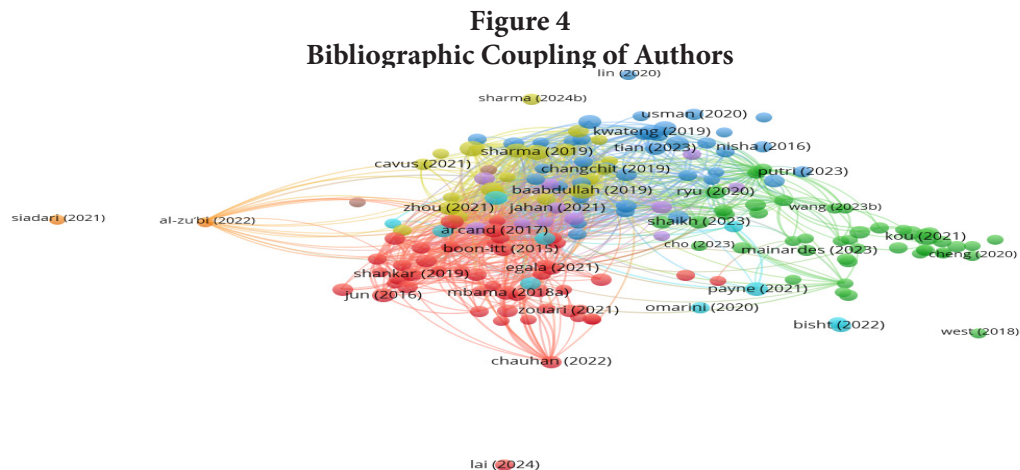 Figure 4
Bibliographic Coupling of Authors
lin (2020)
sharma (2024b)
usman (2020)
kwateng (2019)
tian (2023)
nisha (2016)
sharma (2019)
cavus (2021)
changchit (2019)
putri (2023)
baabdullah (2019)
ryu (2020)
zhou (2021)
jahan (2021)
wang (2023b)
siadari (2021)
al-zu'bi (2022)
shaikh (2023)
arcand (2017)
kou (2021)
boon-itt (2015)
cho (2023)
mainardes (2023)
cheng (2020)
shankar (2019)
egala (2021)
jun (2016)
mbama (2018a)
payne (2021)
zouari (2021)
omarini (2020)
bisht (2022)
west (2018)
chauhan (2022)
lai (2024)